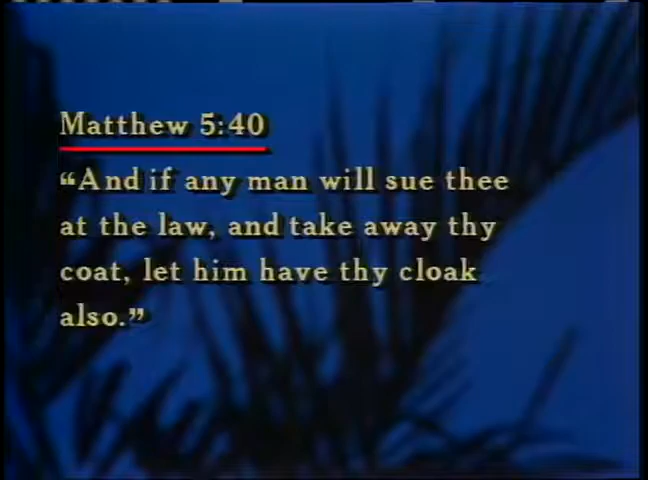 Matthew 5:40
“And if any man will sue thee
at the law, and take away thy
coat, let him have thy cloak
also.”